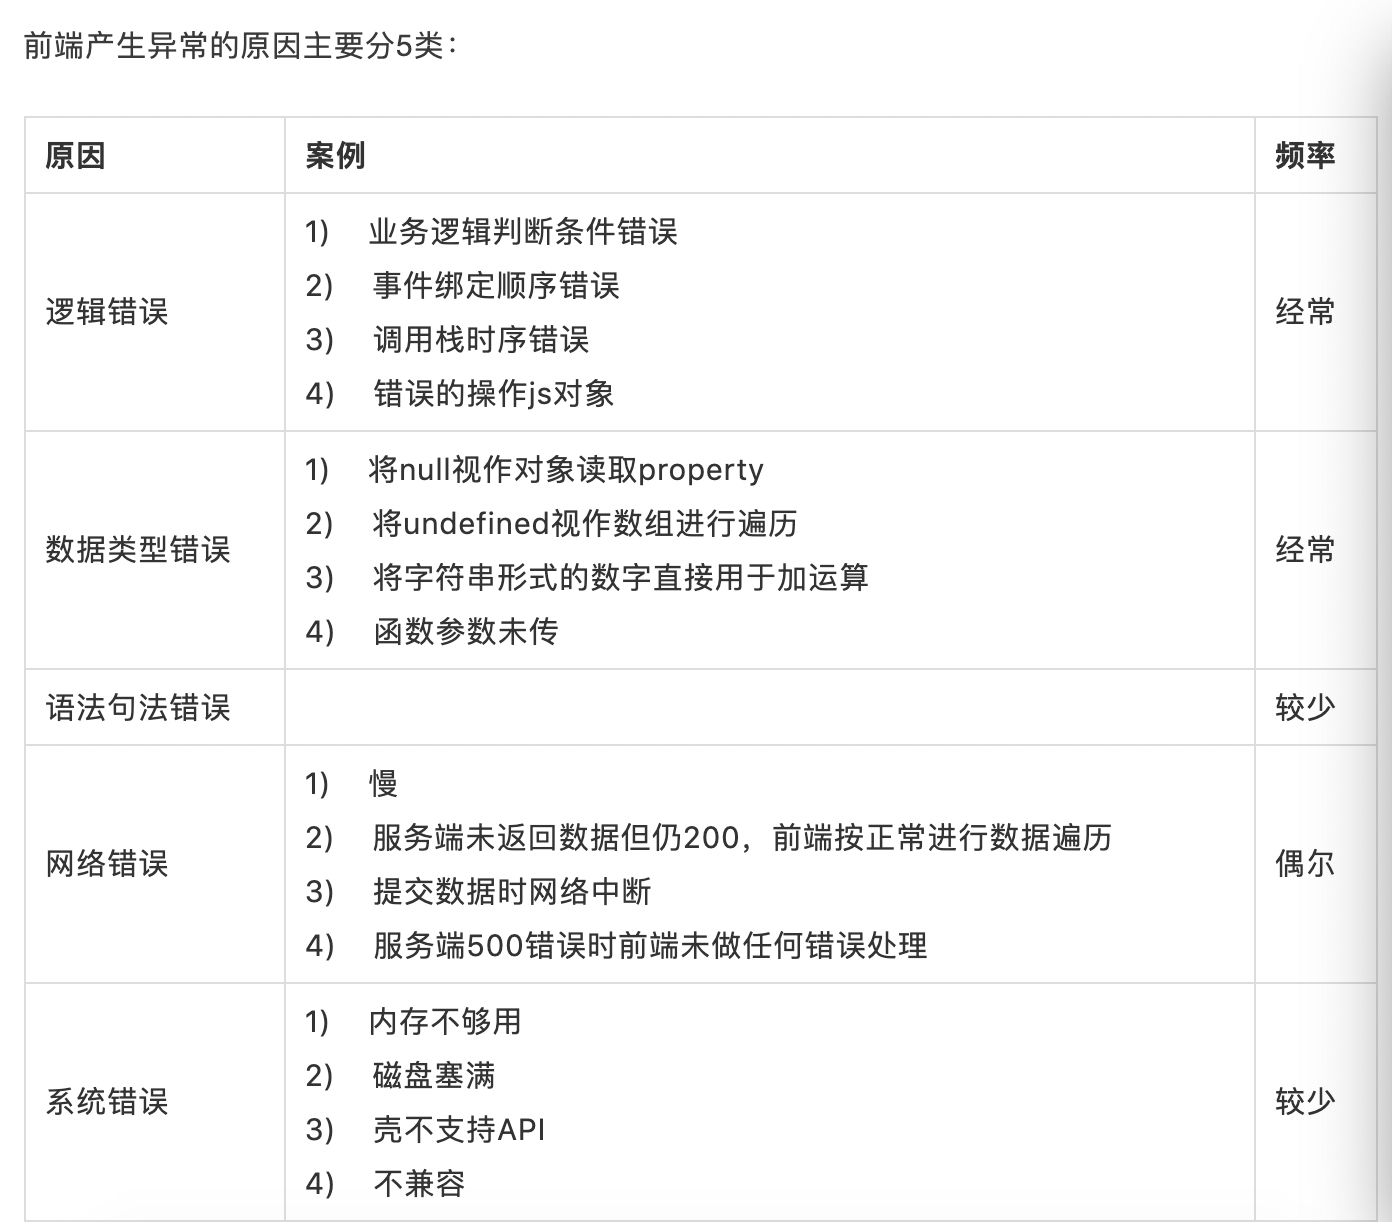 前端产生异常的原因主要分5类：
原因 案例 频率
逻辑错误
1) 业务逻辑判断条件错误
2) 事件绑定顺序错误
3) 调用栈时序错误
4) 错误的操作js对象
经常
数据类型错误
1) 将null视作对象读取property
2) 将undefined视作数组进行遍历
3) 将字符串形式的数字直接用于加运算
4) 函数参数未传
经常
语法句法错误 较少
网络错误
1) 慢
2) 服务端未返回数据但仍200，前端按正常进行数据遍历
3) 提交数据时网络中断
4) 服务端500错误时前端未做任何错误处理
偶尔
系统错误
1) 内存不够用
2) 磁盘塞满
3) 壳不支持API
4) 不兼容
较少